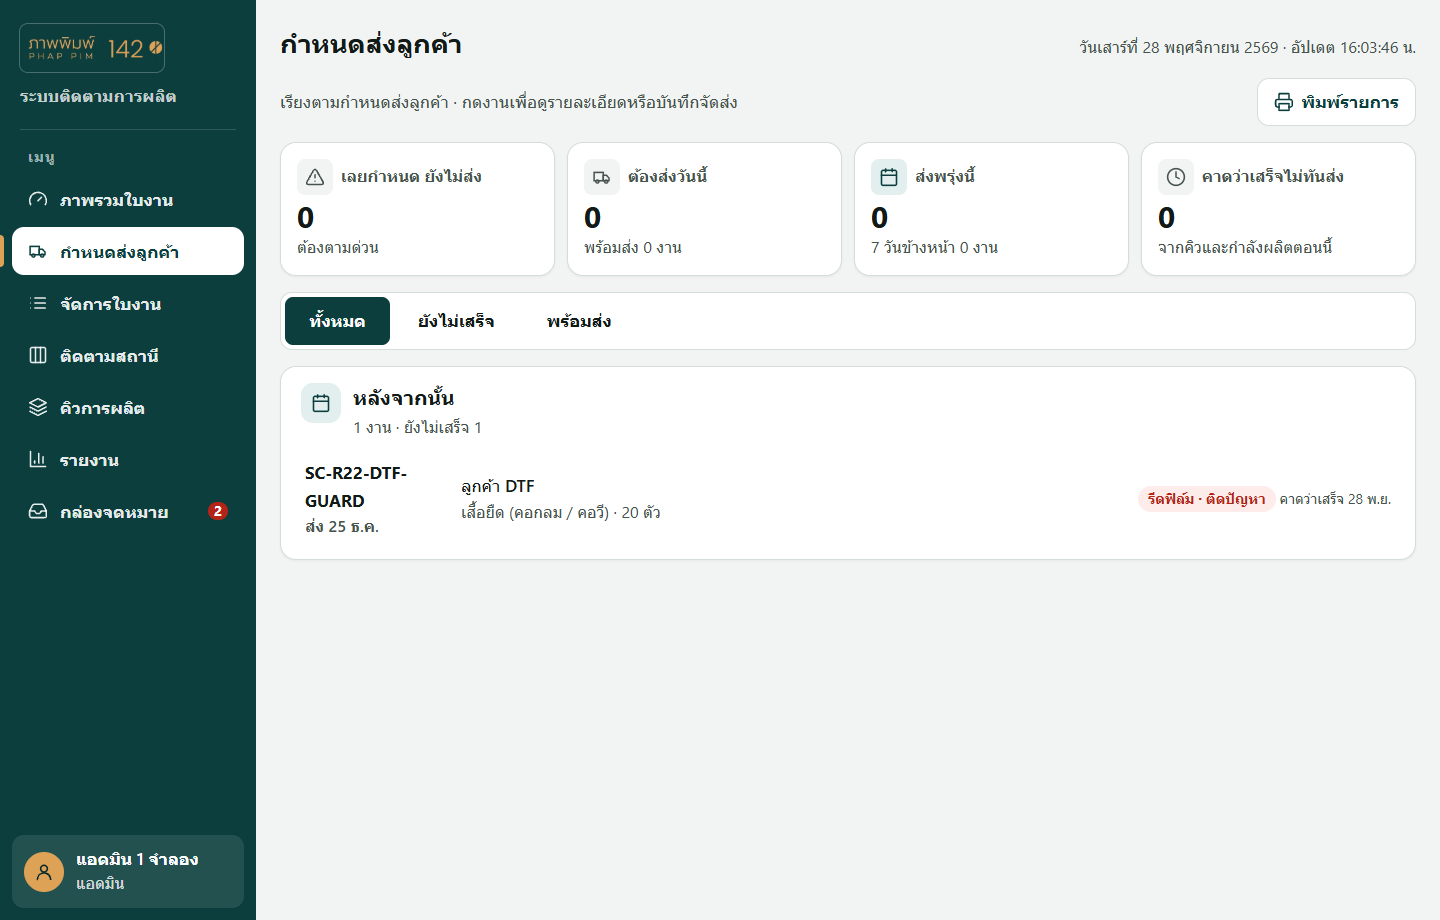 ภาพพิมพ์ 142
PHAP PIM
ระบบติดตามการผลิต
เมนู
ภาพรวมใบงาน
กำหนดส่งลูกค้า
จัดการใบงาน
ติดตามสถานี
คิวการผลิต
รายงาน
กล่องจดหมาย 2
แอดมิน 1 จำลอง
แอดมิน
กำหนดส่งลูกค้า
วันเสาร์ที่ 28 พฤศจิกายน 2569 · อัปเดต 16:03:46 น.
เรียงตามกำหนดส่งลูกค้า · กดงานเพื่อดูรายละเอียดหรือบันทึกจัดส่ง
พิมพ์รายการ
เลยกำหนด ยังไม่ส่ง
0
ต้องตามด่วน
ต้องส่งวันนี้
0
พร้อมส่ง 0 งาน
ส่งพรุ่งนี้
0
7 วันข้างหน้า 0 งาน
คาดว่าเสร็จไม่ทันส่ง
0
จากคิวและกำลังผลิตตอนนี้
ทั้งหมด
ยังไม่เสร็จ
พร้อมส่ง
หลังจากนั้น
1 งาน · ยังไม่เสร็จ 1
SC-R22-DTF-
GUARD
ส่ง 25 ธ.ค.
ลูกค้า DTF
เสื้อยืด (คอกลม / คอวี) · 20 ตัว
รีดฟิล์ม · ติดปัญหา คาดว่าเสร็จ 28 พ.ย.